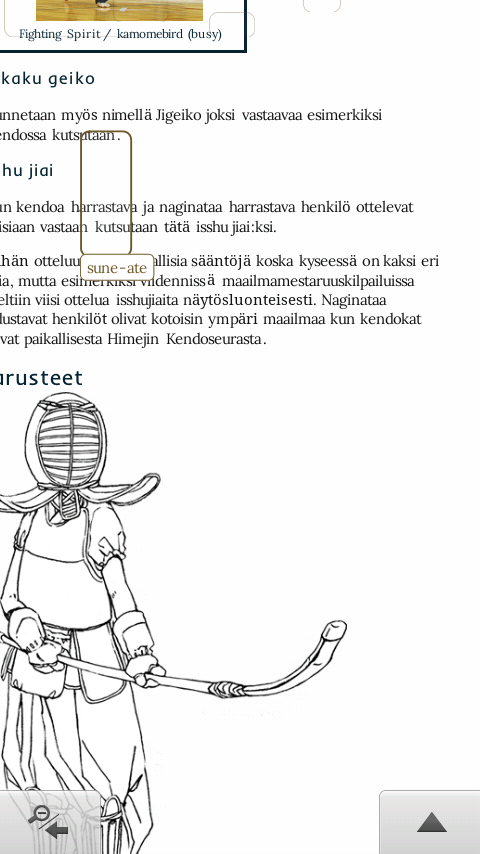 Fighting Spirit / kamomebird (busy)
kaku geiko
unnetaan myös nimellä Jigeiko joksi vastaavaa esimerkiksi
endossa kutsutaan.
hu jiai
un kendoa harrastava ja naginataa harrastava henkilö ottelevat
isiaan vastaan kutsutaan tätä isshu jiai:ksi.
hän otteluu allisia sääntöjä koska kyseessä on kaksi eri
sune-ate
ia, mutta esimerkiksi viidennissä maailmamestaruuskilpailuissa
eltiin viisi ottelua isshujiaita näytösluonteisesti. Naginataa
lustavat henkilöt olivat kotoisin ympäri maailmaa kun kendokat
vat paikallisesta Himejin Kendoseurasta.
arusteet